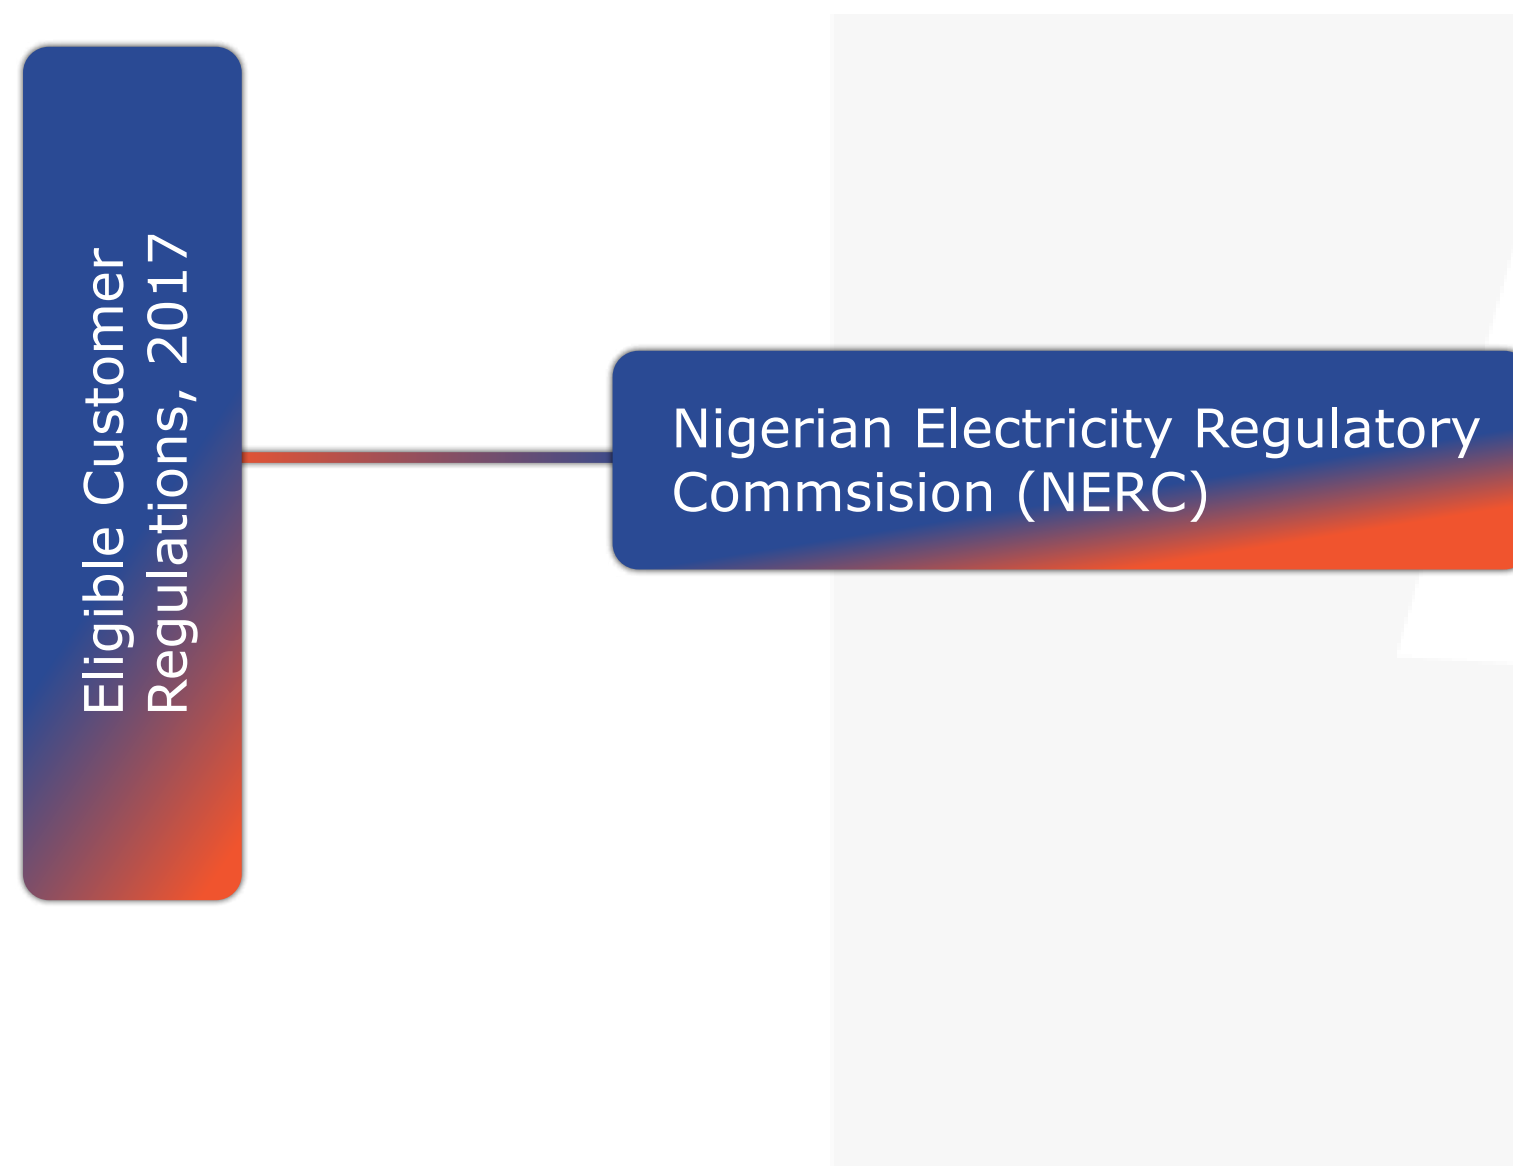 Eligible Customer
Regulations, 2017
Nigerian Electricity Regulatory
Commsision (NERC)